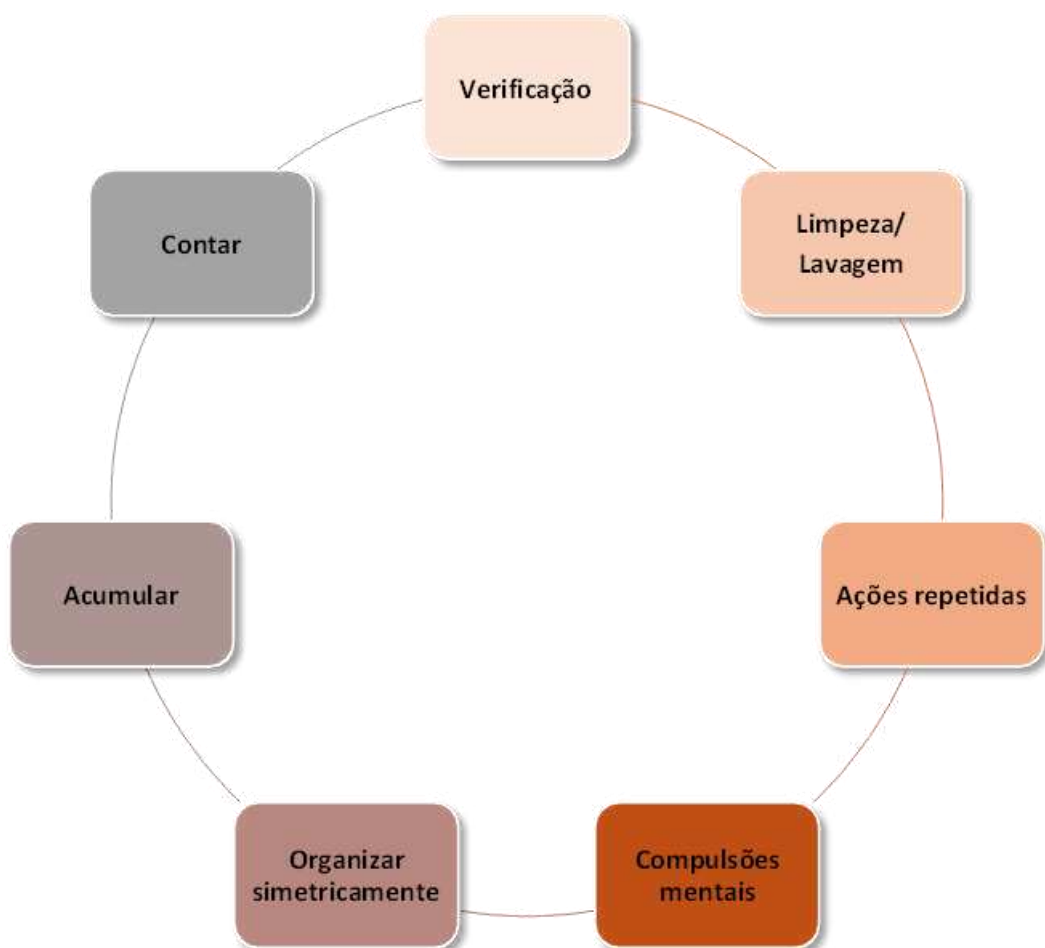 Verificação
Limpeza/
Lavagem
Ações repetidas
Compulsões
mentais
Organizar
simetricamente
Acumular
Contar